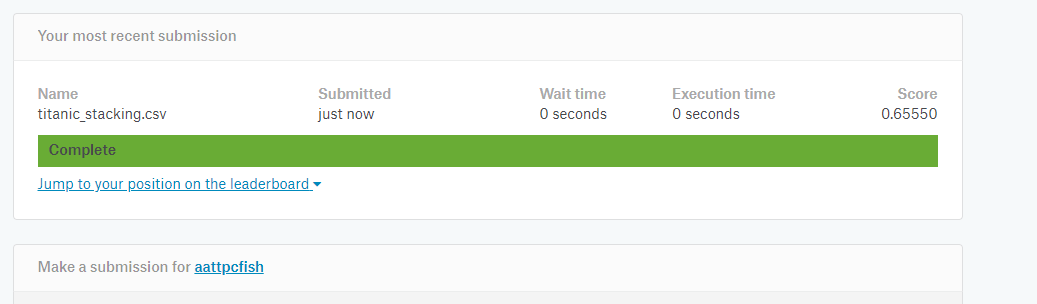 Your most recent submission
Name Submitted Wait time Execution time Score
titanic_stacking.csv just now 0 seconds 0 seconds 0.65550
Complete
Jump to your position on the leaderboard
Make a submission for aattpcfish